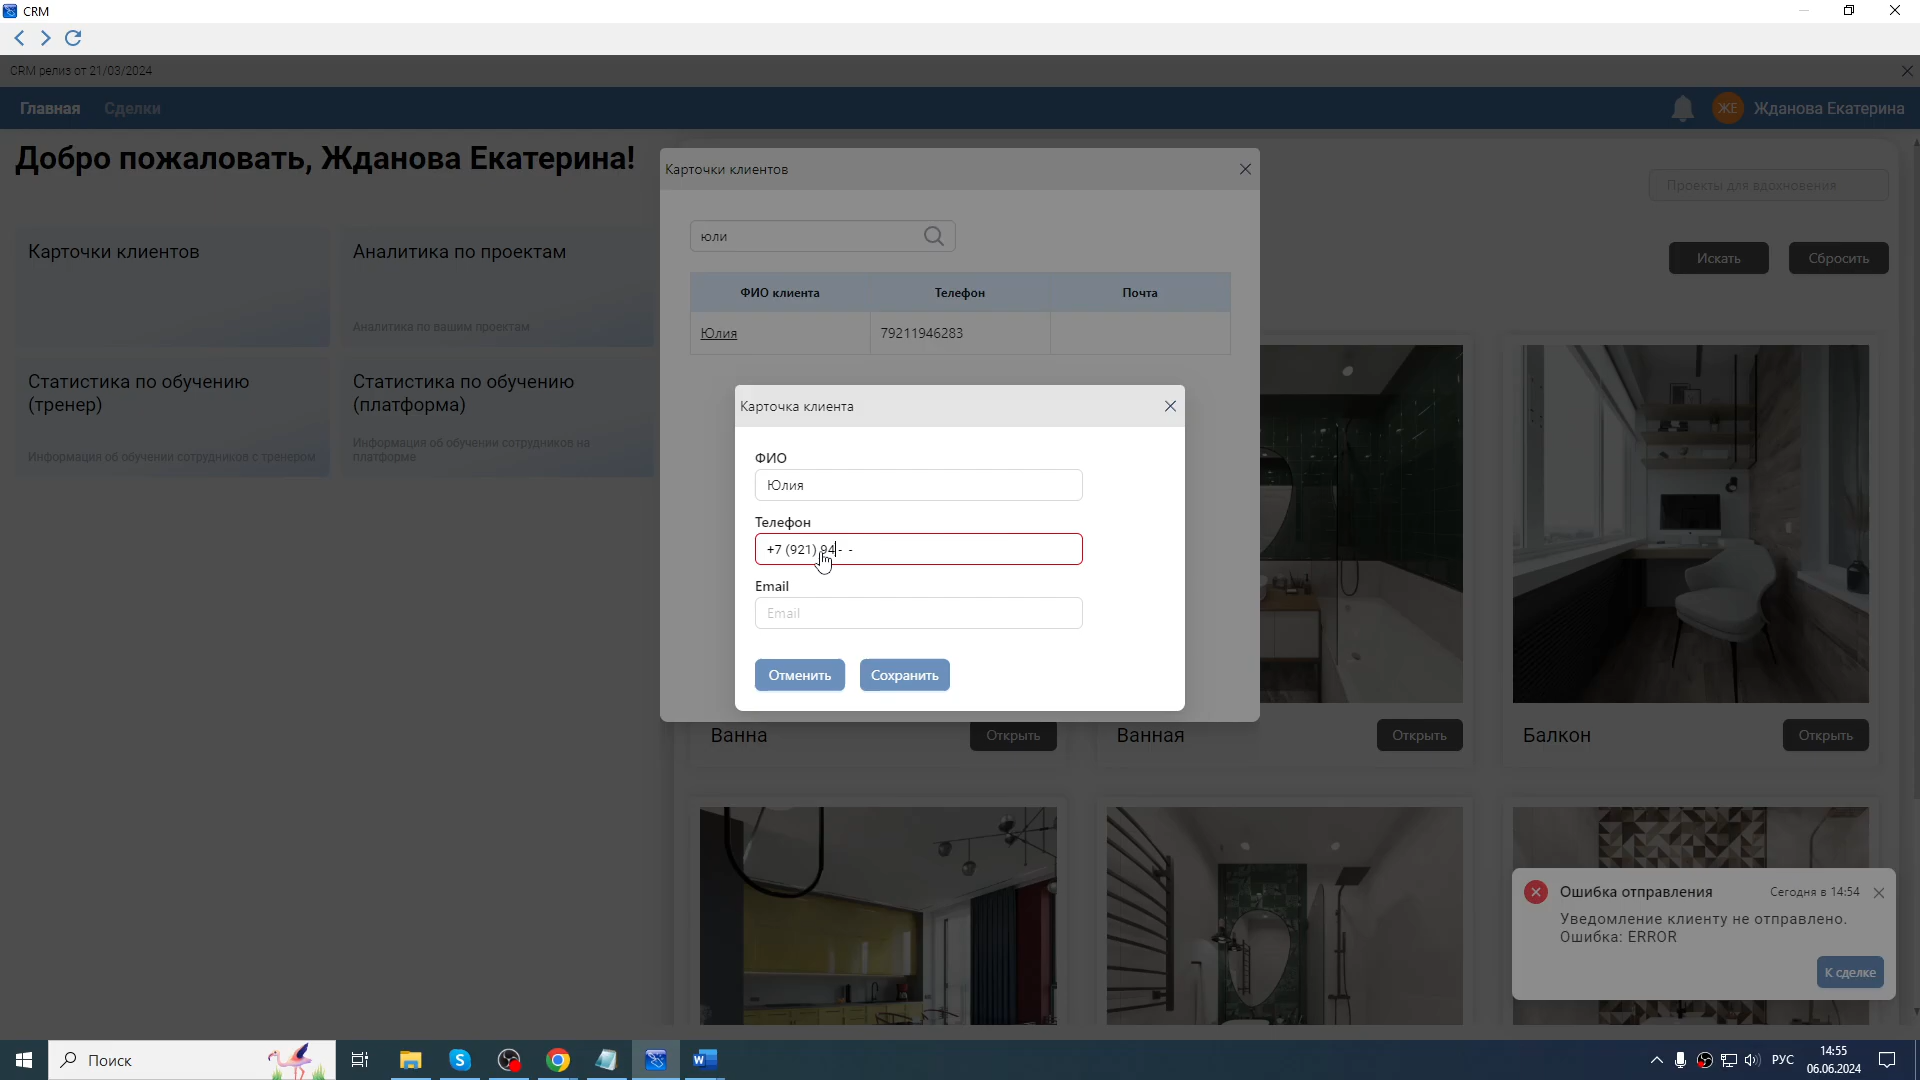 CRM
CRM релиз от 21/03/2024
Главная Сделки
ЖЕ Жданова Екатерина
Добро пожаловать, Жданова Екатерина!
Карточки клиентов
Аналитика по проектам
Аналитика по вашим проектам
Статистика по обучению
(тренер)
Информация об обучении сотрудников с тренером
Статистика по обучению
(платформа)
Информация об обучении сотрудников на
платформе
Проекты для вдохновения
Искать
Сбросить
Карточки клиентов
юли
ФИО клиента Телефон Почта
Юлия 79211946283
Карточка клиента
ФИО
Юлия
Телефон
+7 (921) 94- -
Email
Email
Отменить Сохранить
Ванна Открыть
Ванная Открыть
Балкон Открыть
Ошибка отправления Сегодня в 14:54
Уведомление клиенту не отправлено.
Ошибка: ERROR
К сделке
Поиск
РУС
14:55
06.06.2024